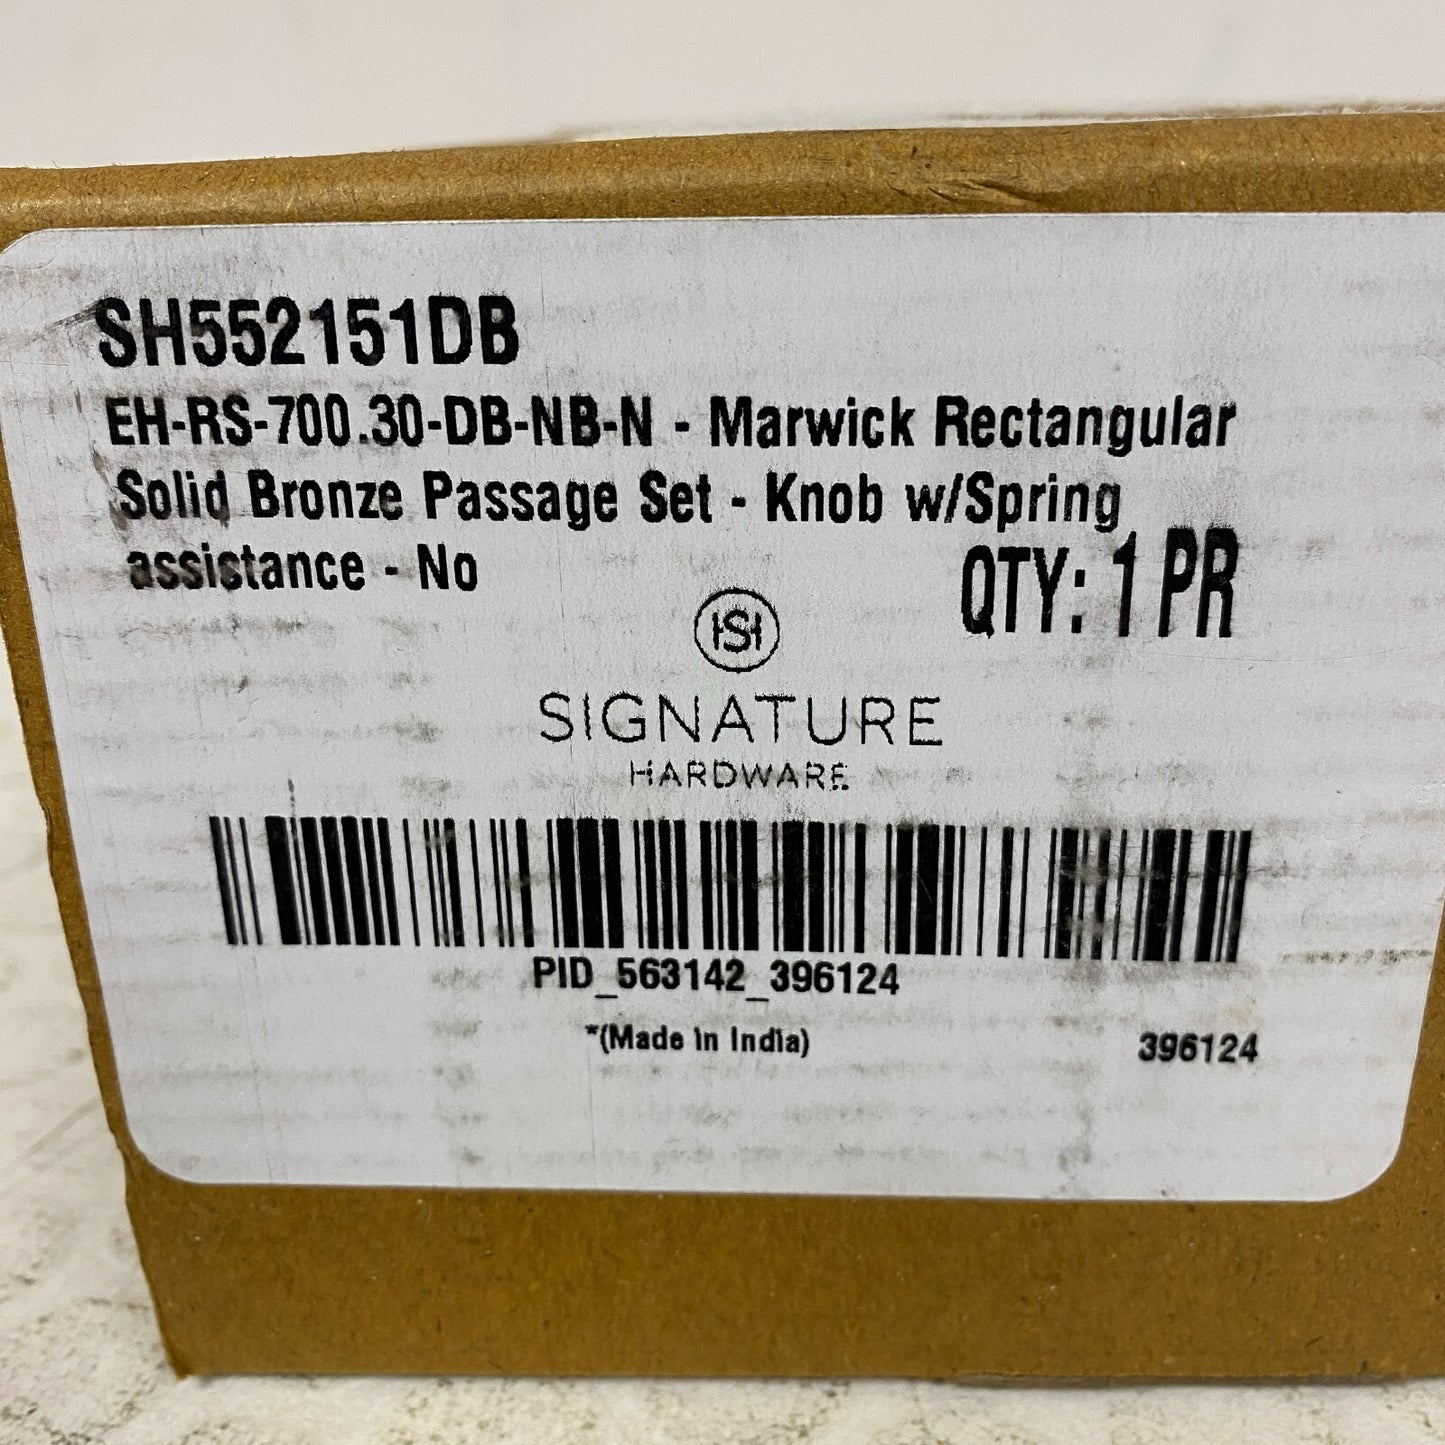 SH552151DB
EH-RS-700.30-DB-NB-N - Marwick Rectangular
Solid Bronze Passage Set - Knob w/Spring
assistance - No
QTY: 1 PR
HSH
SIGNATURE
HARDWARE
PID_563142_396124
*(Made in India)
396124